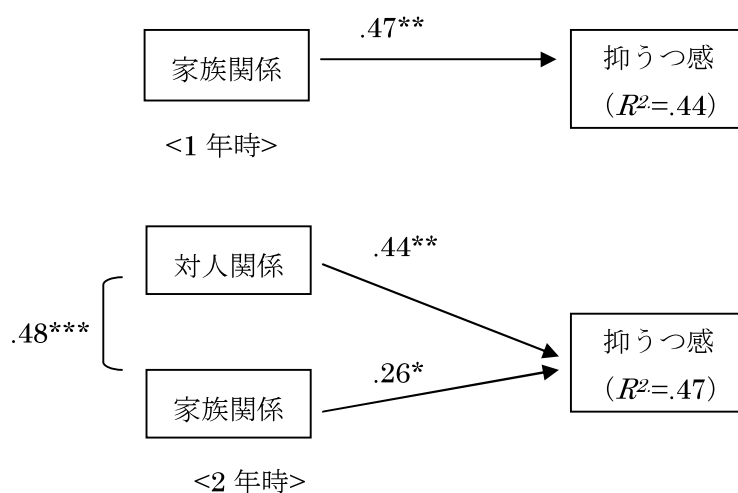 .47**
家族関係
抑うつ感
（R²=.44）
<1 年時>
対人関係
.44**
.48***
抑うつ感
（R²=.47）
.26*
家族関係
<2 年時>